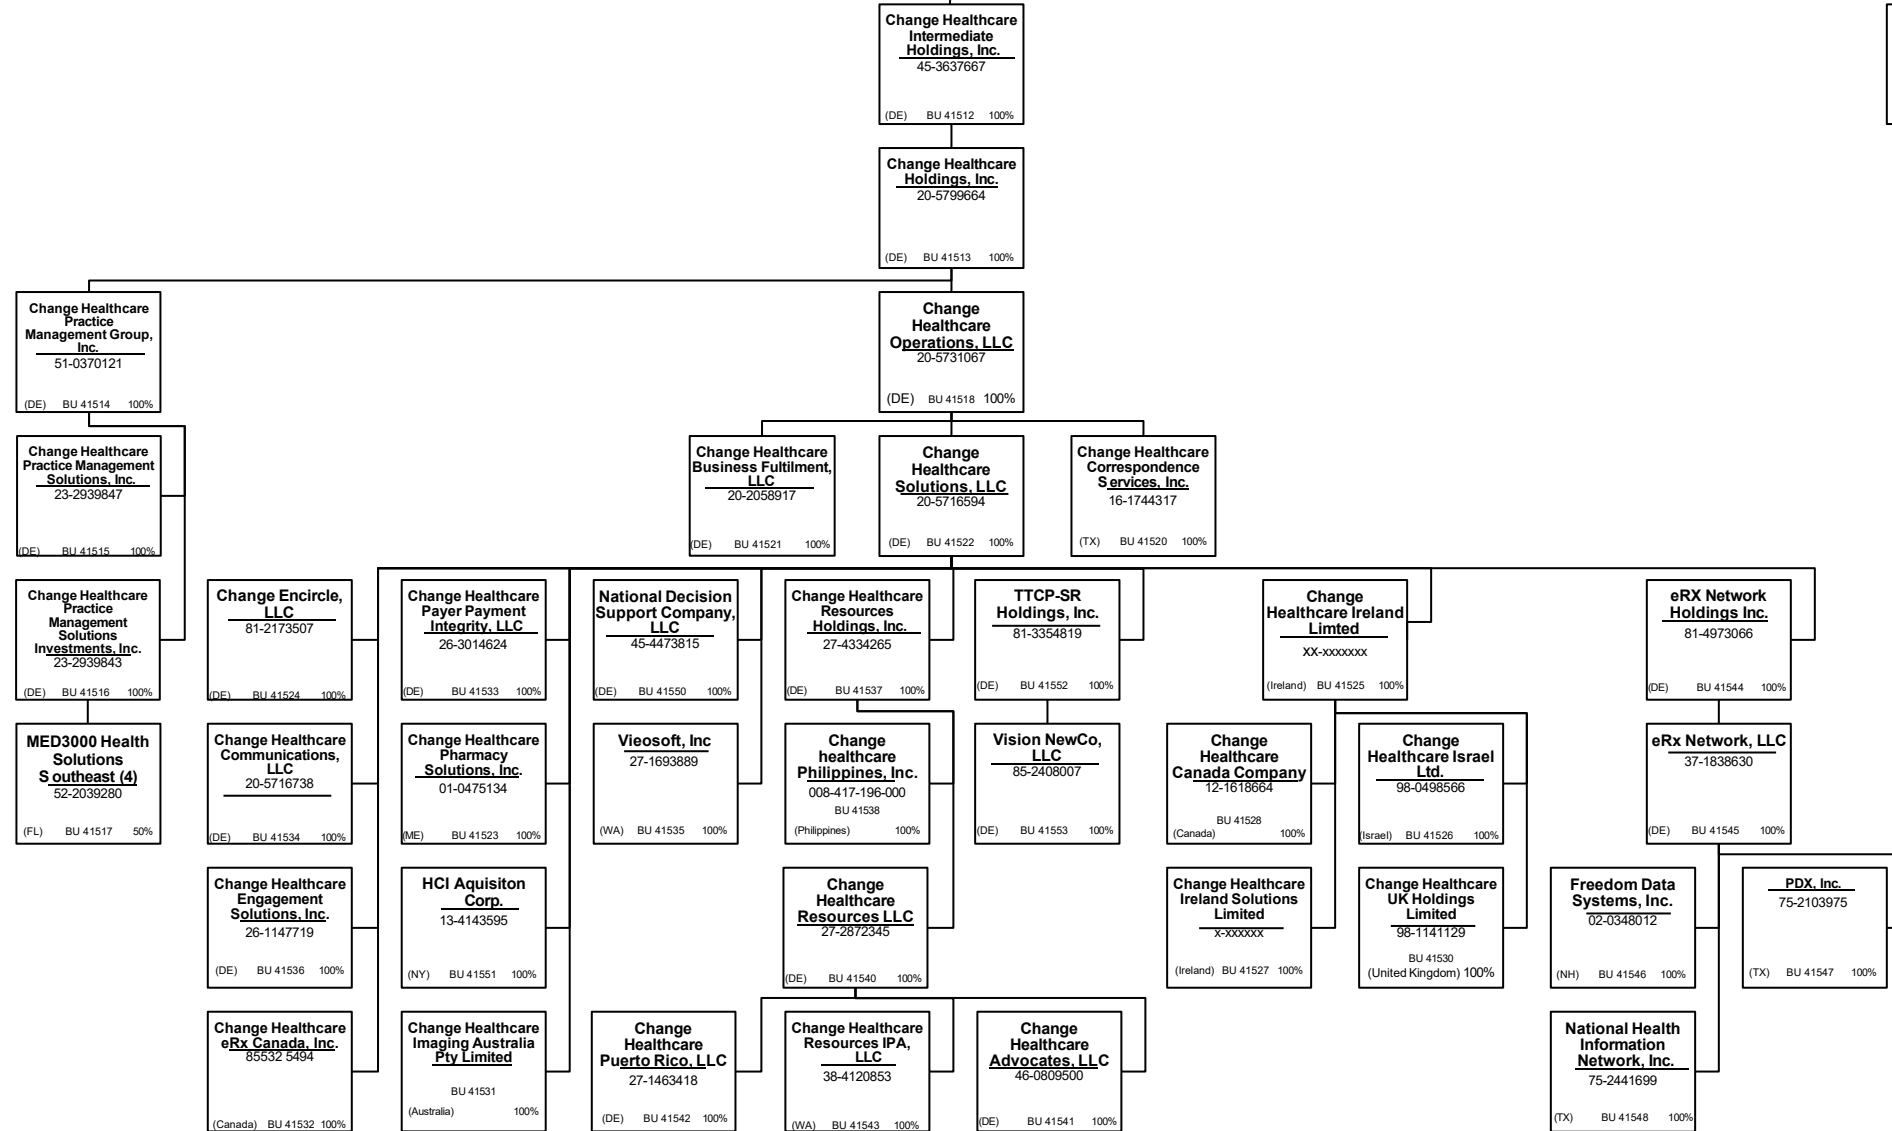 Change Healthcare
Intermediate
Holdings, Inc.
45-3637667
(DE) BU 41512 100%
Change Healthcare
Holdings, Inc.
20-5799664
(DE) BU 41513 100%
Change Healthcare
Practice
Management Group,
Inc.
51-0370121
(DE) BU 41514 100%
Change
Healthcare
Operations, LLC
20-5731067
(DE) BU 41518 100%
Change Healthcare
Practice Management
Solutions, Inc.
23-2939847
(DE) BU 41515 100%
Change Healthcare
Business Fultilment,
LLC
20-2058917
(DE) BU 41521 100%
Change
Healthcare
Solutions, LLC
20-5716594
(DE) BU 41522 100%
Change Healthcare
Correspondence
Services, Inc.
16-1744317
(TX) BU 41520 100%
Change Healthcare
Practice
Management
Solutions
Investments, Inc.
23-2939843
(DE) BU 41516 100%
Change Encircle,
LLC
81-2173507
(DE) BU 41524 100%
Change Healthcare
Payer Payment
Integrity, LLC
26-3014624
(DE) BU 41533 100%
National Decision
Support Company,
LLC
45-4473815
(DE) BU 41550 100%
Change Healthcare
Resources
Holdings, Inc.
27-4334265
(DE) BU 41537 100%
TTCP-SR
Holdings, Inc.
81-3354819
(DE) BU 41552 100%
Change
Healthcare Ireland
Limted
XX-xxxxxxx
(Ireland) BU 41525 100%
eRX Network
Holdings Inc.
81-4973066
(DE) BU 41544 100%
MED3000 Health
Solutions
Southeast (4)
52-2039280
(FL) BU 41517 50%
Change Healthcare
Communications,
LLC
20-5716738
(DE) BU 41534 100%
Change Healthcare
Pharmacy
Solutions, Inc.
01-0475134
(ME) BU 41523 100%
Vieosoft, Inc
27-1693889
(WA) BU 41535 100%
Change
healthcare
Philippines, Inc.
008-417-196-000
BU 41538
(Philippines) 100%
Vision NewCo,
LLC
85-2408007
(DE) BU 41553 100%
Change
Healthcare
Canada Company
12-1618664
BU 41528
(Canada) 100%
Change
Healthcare Israel
Ltd.
98-0498566
(Israel) BU 41526 100%
eRx Network, LLC
37-1838630
(DE) BU 41545 100%
Change Healthcare
Engagement
Solutions, Inc.
26-1147719
(DE) BU 41536 100%
HCI Aquisiton
Corp.
13-4143595
(NY) BU 41551 100%
Change
Healthcare
Resources LLC
27-2872345
(DE) BU 41540 100%
Change Healthcare
Ireland Solutions
Limited
x-xxxxxx
(Ireland) BU 41527 100%
Change Healthcare
UK Holdings
Limited
98-1141129
BU 41530
(United Kingdom) 100%
Freedom Data
Systems, Inc.
02-0348012
(NH) BU 41546 100%
PDX, Inc.
75-2103975
(TX) BU 41547 100%
Change Healthcare
eRx Canada, Inc.
85532 5494
(Canada) BU 41532 100%
Change Healthcare
Imaging Australia
Pty Limited
BU 41531
(Australia) 100%
Change
Healthcare
Puerto Rico, LLC
27-1463418
(DE) BU 41542 100%
Change Healthcare
Resources IPA,
LLC
38-4120853
(WA) BU 41543 100%
Change
Healthcare
Advocates, LLC
46-0809500
(DE) BU 41541 100%
National Health
Information
Network, Inc.
75-2441699
(TX) BU 41548 100%